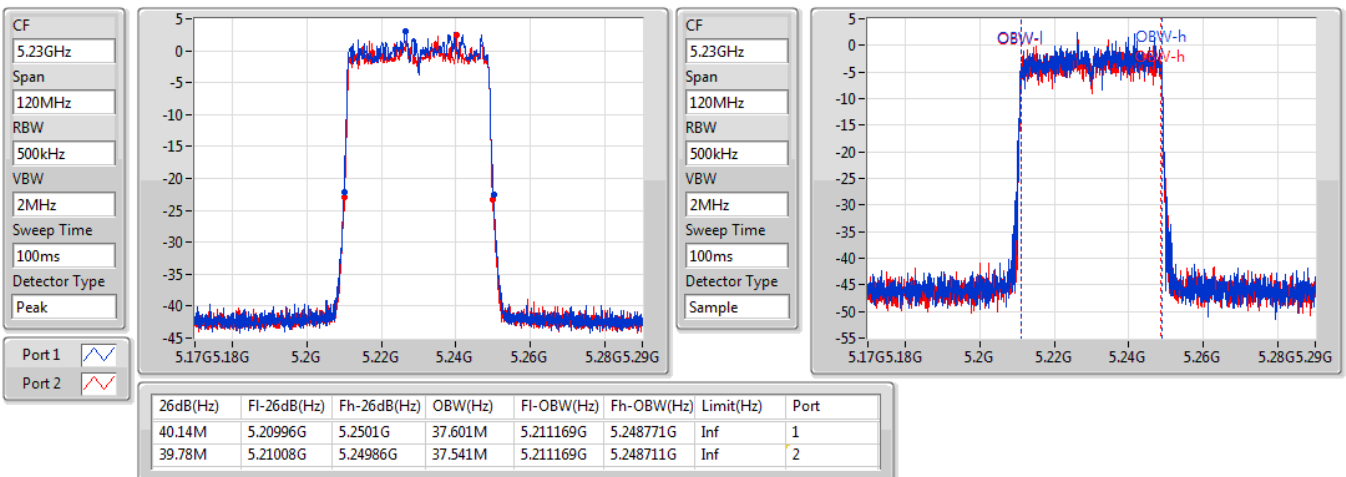 CF
5.23GHz
Span
120MHz
RBW
500kHz
VBW
2MHz
Sweep Time
100ms
Detector Type
Peak
Port 1
Port 2
5
0
-5
-10
-15
-20
-25
-30
-35
-40
-45
5.17G5.18G 5.2G 5.22G 5.24G 5.26G 5.28G5.29G
CF
5.23GHz
Span
120MHz
RBW
500kHz
VBW
2MHz
Sweep Time
100ms
Detector Type
Sample
5
0
-5
-10
-15
-20
-25
-30
-35
-40
-45
-50
-55
OBW-l
OBW-h
OBW-h
5.17G5.18G 5.2G 5.22G 5.24G 5.26G 5.28G5.29G
26dB(Hz) Fl-26dB(Hz) Fh-26dB(Hz) OBW(Hz) Fl-OBW(Hz) Fh-OBW(Hz) Limit(Hz) Port
40.14M 5.20996G 5.2501G 37.601M 5.211169G 5.248771G Inf 1
39.78M 5.21008G 5.24986G 37.541M 5.211169G 5.248711G Inf 2